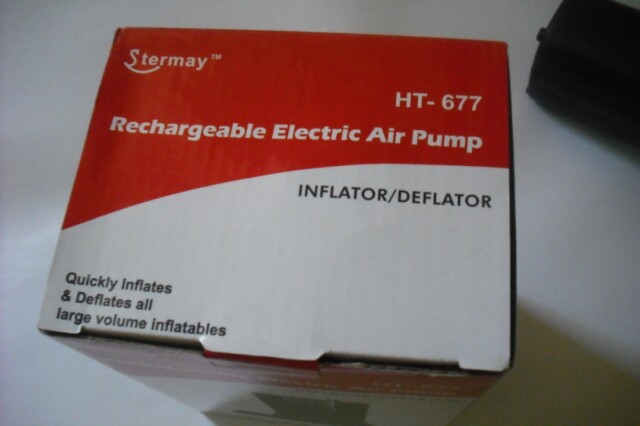 Stermay™
HT- 677
Rechargeable Electric Air Pump
INFLATOR/DEFLATOR
Quickly Inflates
& Deflates all
large volume inflatables